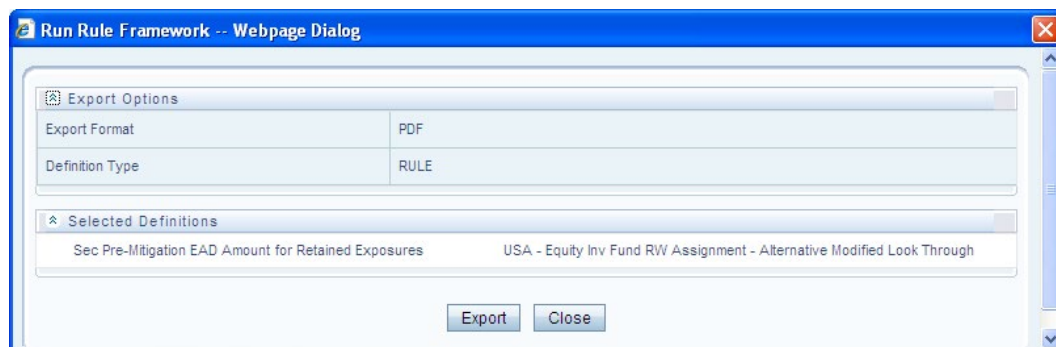 Run Rule Framework -- Webpage Dialog
Export Options
Export Format PDF
Definition Type RULE
Selected Definitions
Sec Pre-Mitigation EAD Amount for Retained Exposures USA - Equity Inv Fund RW Assignment - Alternative Modified Look Through
Export Close